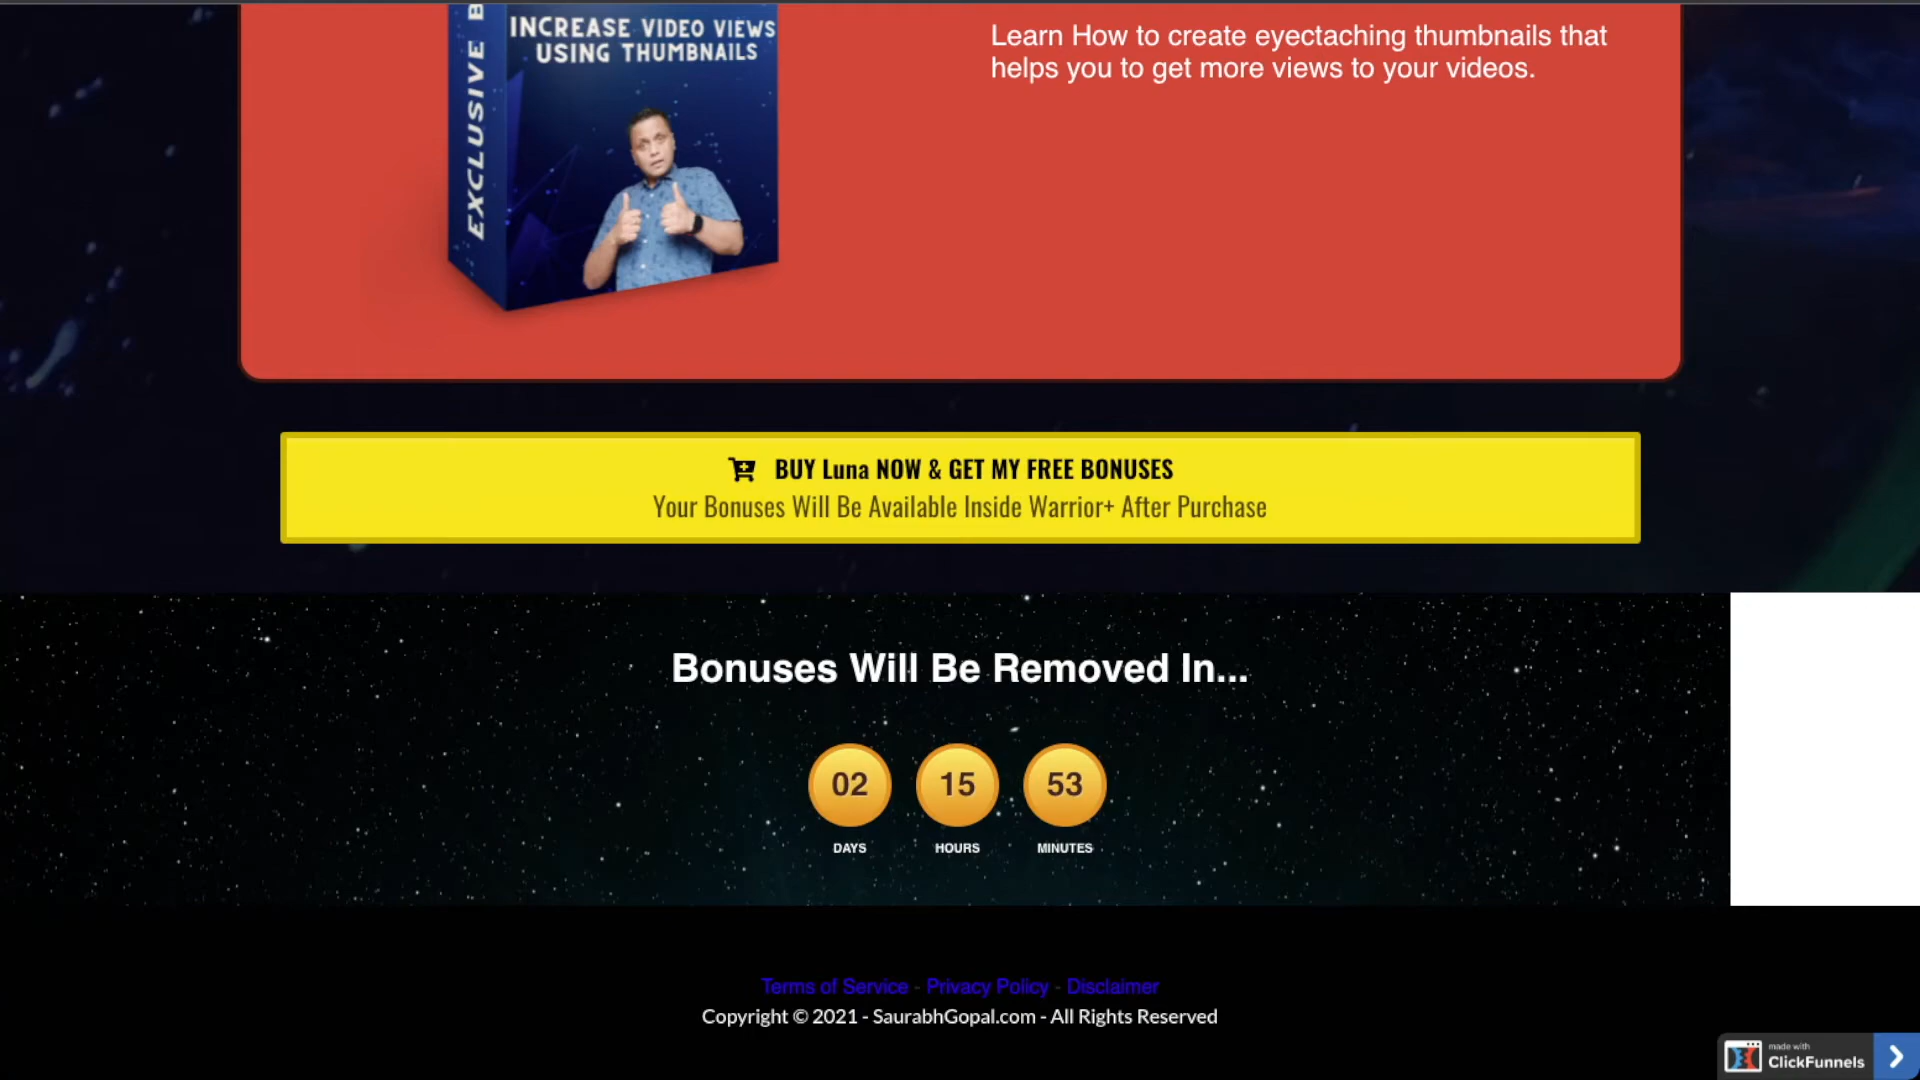 EXCLUSIVE B
INCREASE VIDEO VIEWS
USING THUMBNAILS
Learn How to create eyectaching thumbnails that
helps you to get more views to your videos.
BUY Luna NOW & GET MY FREE BONUSES
Your Bonuses Will Be Available Inside Warrior+ After Purchase
Bonuses Will Be Removed In...
02 15 53
DAYS HOURS MINUTES
Terms of Service - Privacy Policy - Disclaimer
Copyright © 2021 - SaurabhGopal.com - All Rights Reserved
made with
ClickFunnels